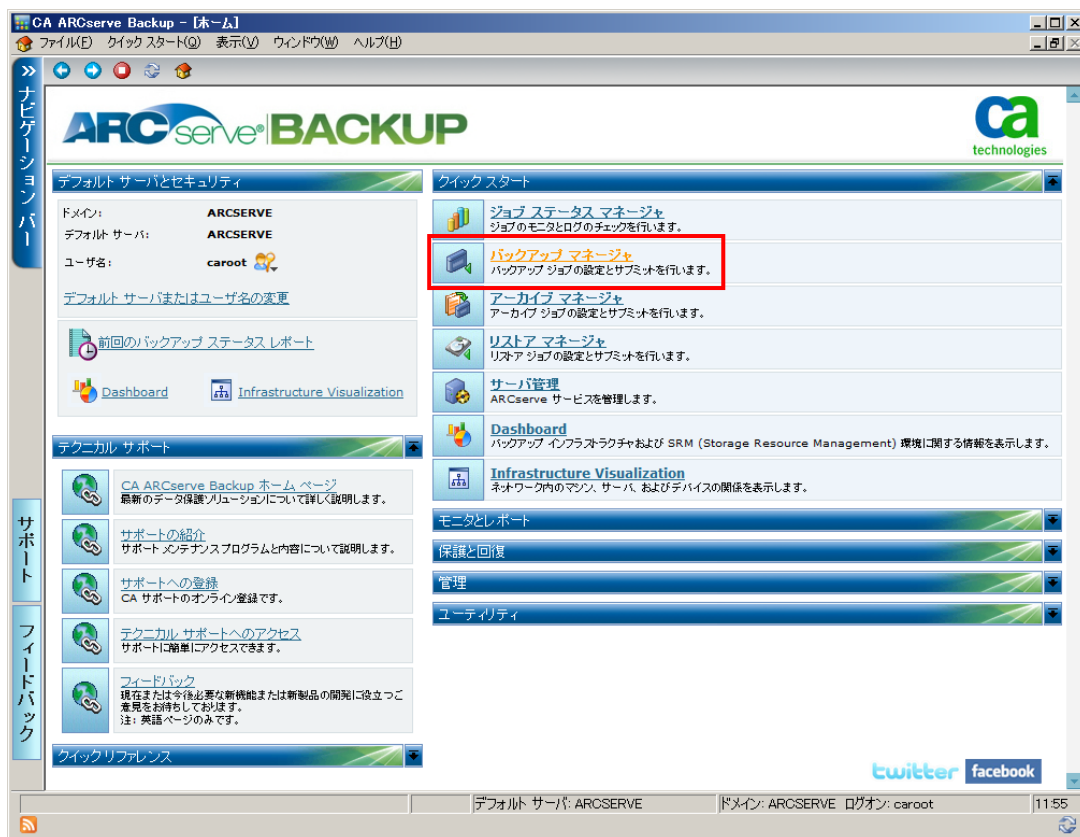 CA ARCserve Backup - [ホーム]
ファイル(F) クイック スタート(Q) 表示(V) ウィンドウ(W) ヘルプ(H)
ナビゲーション バー
サポート
フィードバック
ARCserve® BACKUP
ca
technologies
デフォルト サーバとセキュリティ
ドメイン: ARCSERVE
デフォルト サーバ: ARCSERVE
ユーザ名: caroot
デフォルト サーバまたはユーザ名の変更
前回のバックアップ ステータス レポート
Dashboard
Infrastructure Visualization
テクニカル サポート
CA ARCserve Backup ホーム ページ
最新のデータ保護ソリューションについて詳しく説明します。
サポートの紹介
サポート メンテナンス プログラムと内容について説明します。
サポートへの登録
CA サポートのオンライン登録です。
テクニカル サポートへのアクセス
サポートに簡単にアクセスできます。
フィードバック
現在または今後必要な新機能または新製品の開発に役立つご
意見をお待ちしております。
注: 英語ページのみです。
クイック リファレンス
クイック スタート
ジョブ ステータス マネージャ
ジョブのモニタとログのチェックを行います。
バックアップ マネージャ
バックアップ ジョブの設定とサブミットを行います。
アーカイブ マネージャ
アーカイブ ジョブの設定とサブミットを行います。
リストア マネージャ
リストア ジョブの設定とサブミットを行います。
サーバ管理
ARCserve サービスを管理します。
Dashboard
バックアップ インフラストラクチャおよび SRM (Storage Resource Management) 環境に関する情報を表示します。
Infrastructure Visualization
ネットワーク内のマシン、サーバ、およびデバイスの関係を表示します。
モニタとレポート
保護と回復
管理
ユーティリティ
twitter facebook
デフォルト サーバ: ARCSERVE ドメイン: ARCSERVE ログオン: caroot 11:55